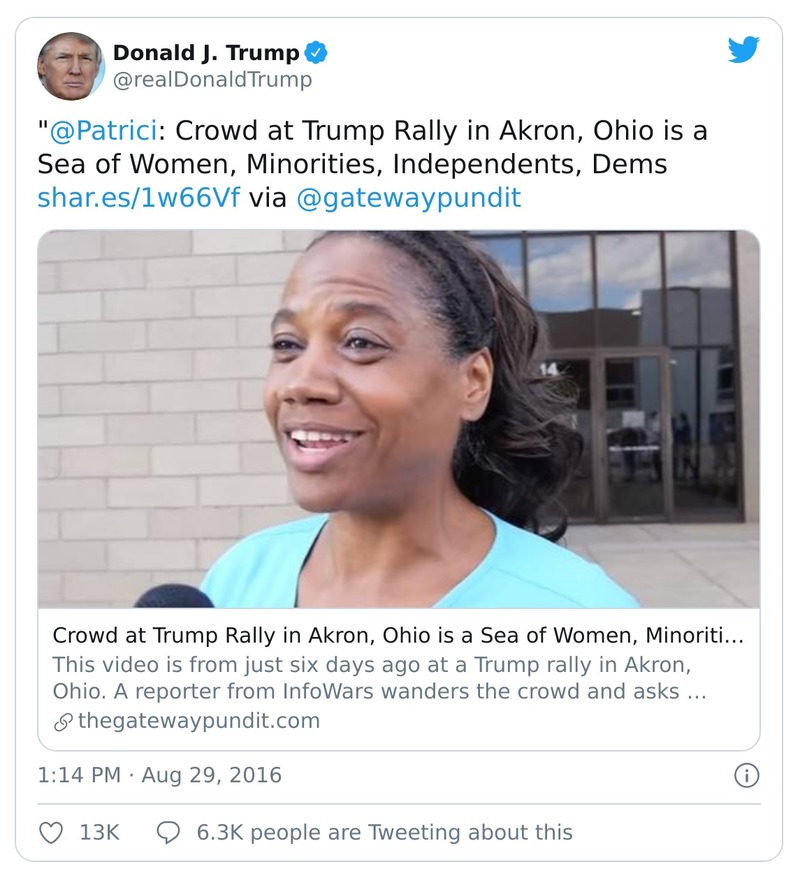 Donald J. Trump
@realDonaldTrump
"@Patrici: Crowd at Trump Rally in Akron, Ohio is a
Sea of Women, Minorities, Independents, Dems
shar.es/1w66Vf via @gatewaypundit
14
Crowd at Trump Rally in Akron, Ohio is a Sea of Women, Minoriti…
This video is from just six days ago at a Trump rally in Akron,
Ohio. A reporter from InfoWars wanders the crowd and asks …
thegatewaypundit.com
1:14 PM · Aug 29, 2016
13K
6.3K people are Tweeting about this